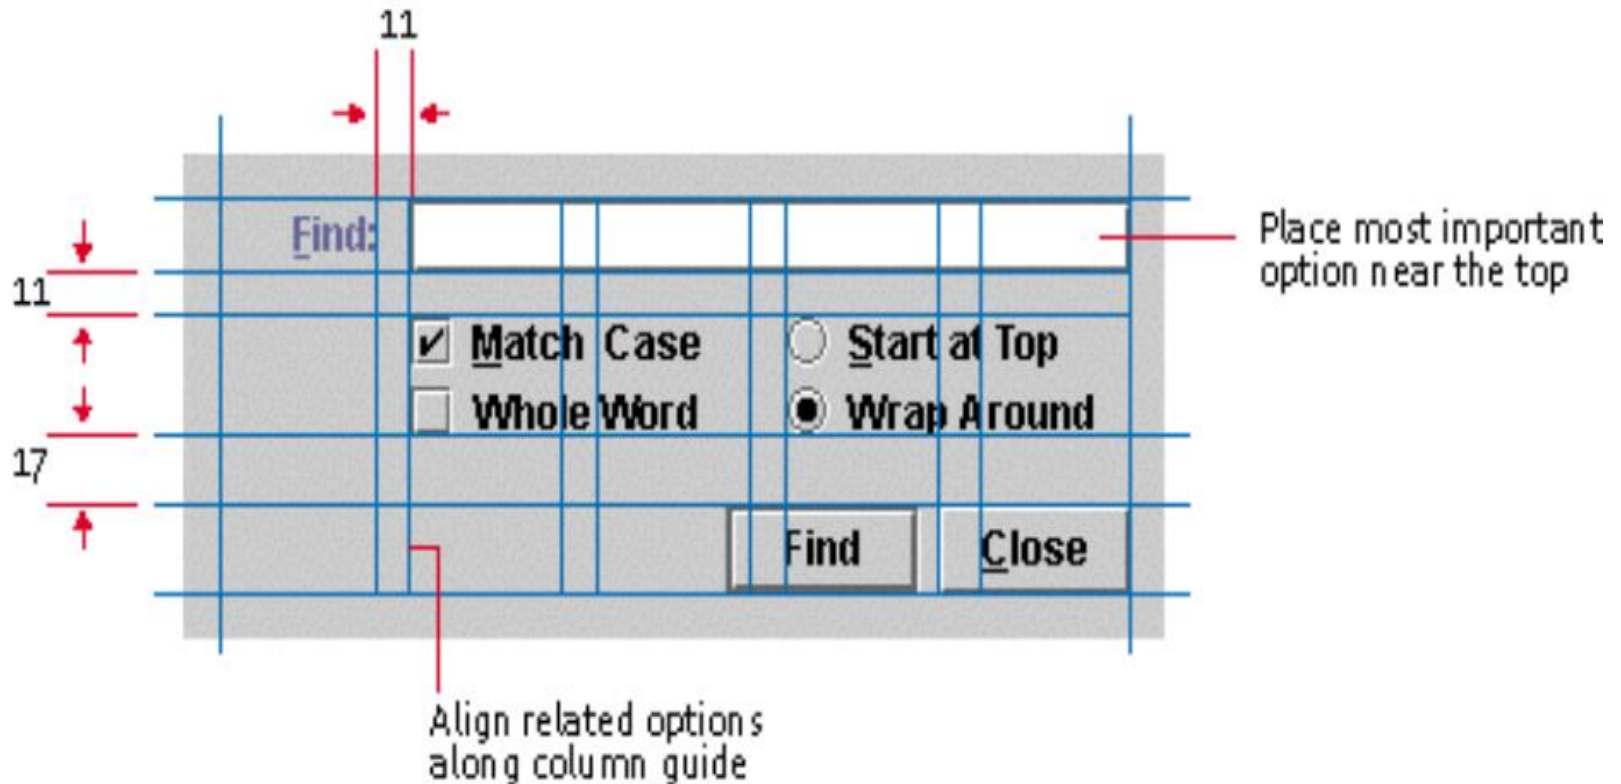 11
Find:
Place most important
option near the top
11
Match Case
Start at Top
Whole Word
Wrap Around
17
Find
Close
Align related options
along column guide